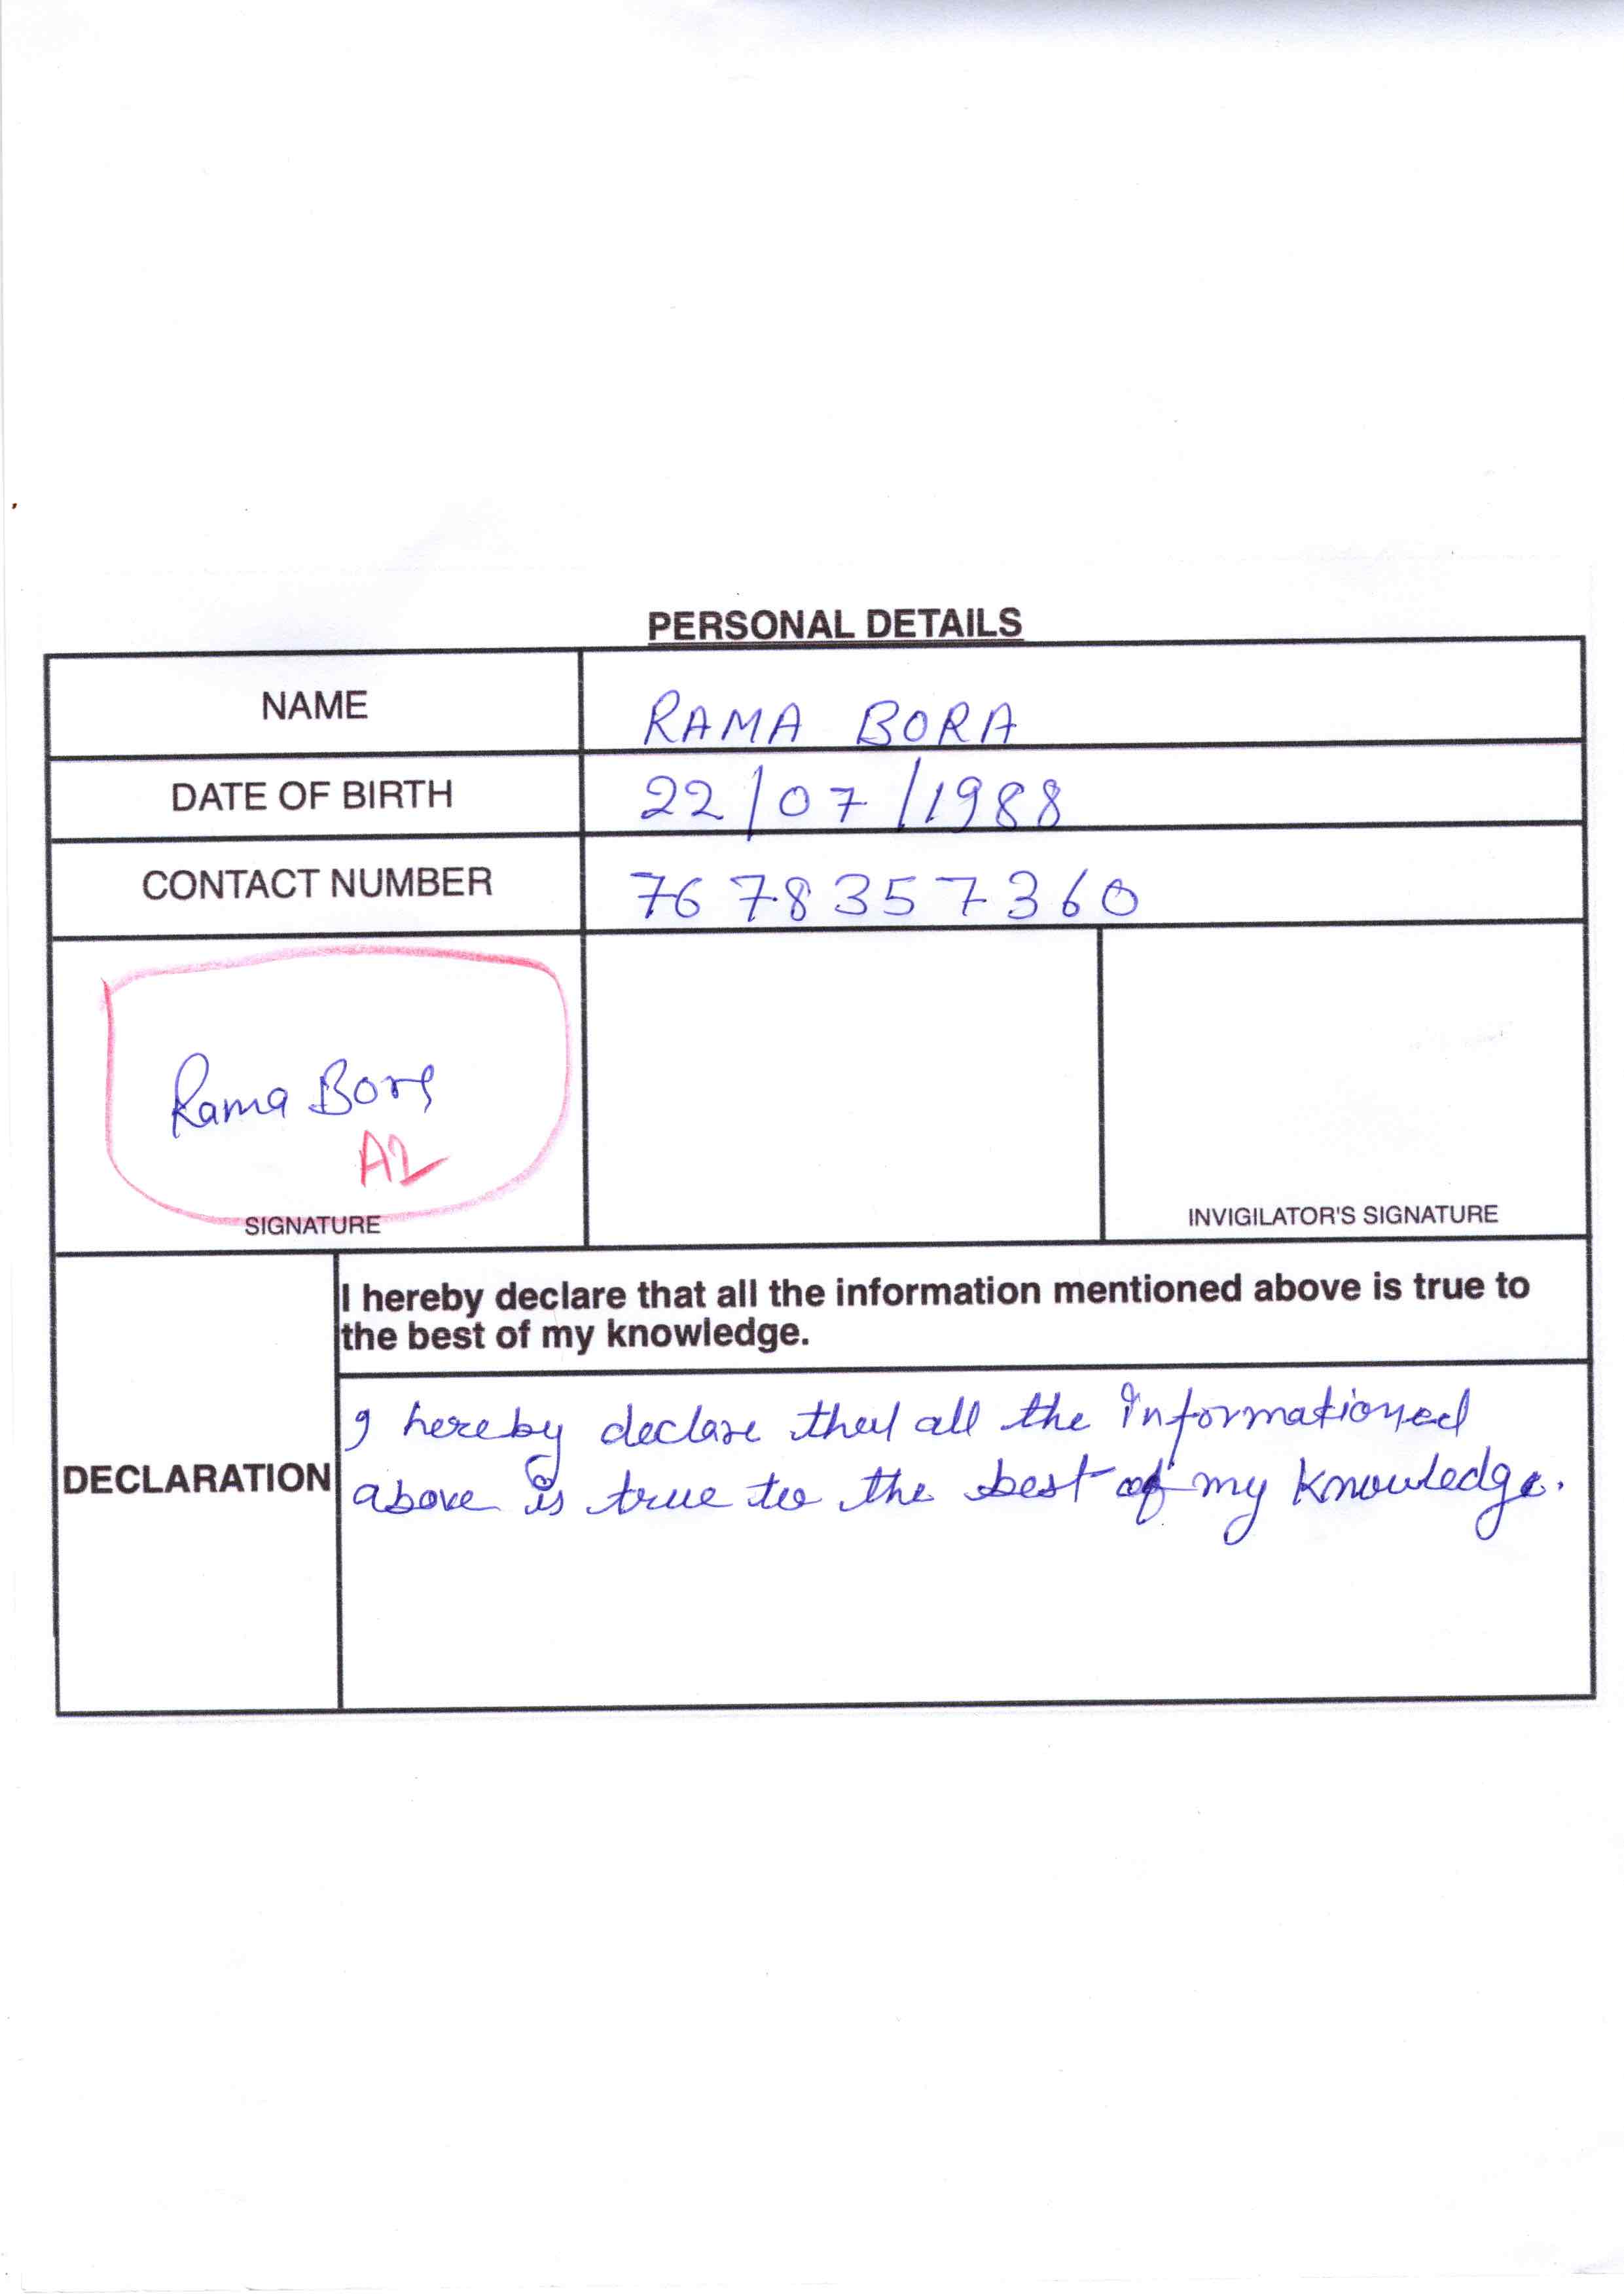 PERSONAL DETAILS
NAME
RAMA BORA
DATE OF BIRTH
22/07/1988
CONTACT NUMBER
7678357360
Rama Bora
A2
SIGNATURE
INVIGILATOR'S SIGNATURE
I hereby declare that all the information mentioned above is true to
the best of my knowledge.
DECLARATION
I hereby declare that all the informationed
above is true to the best of my knowledge.